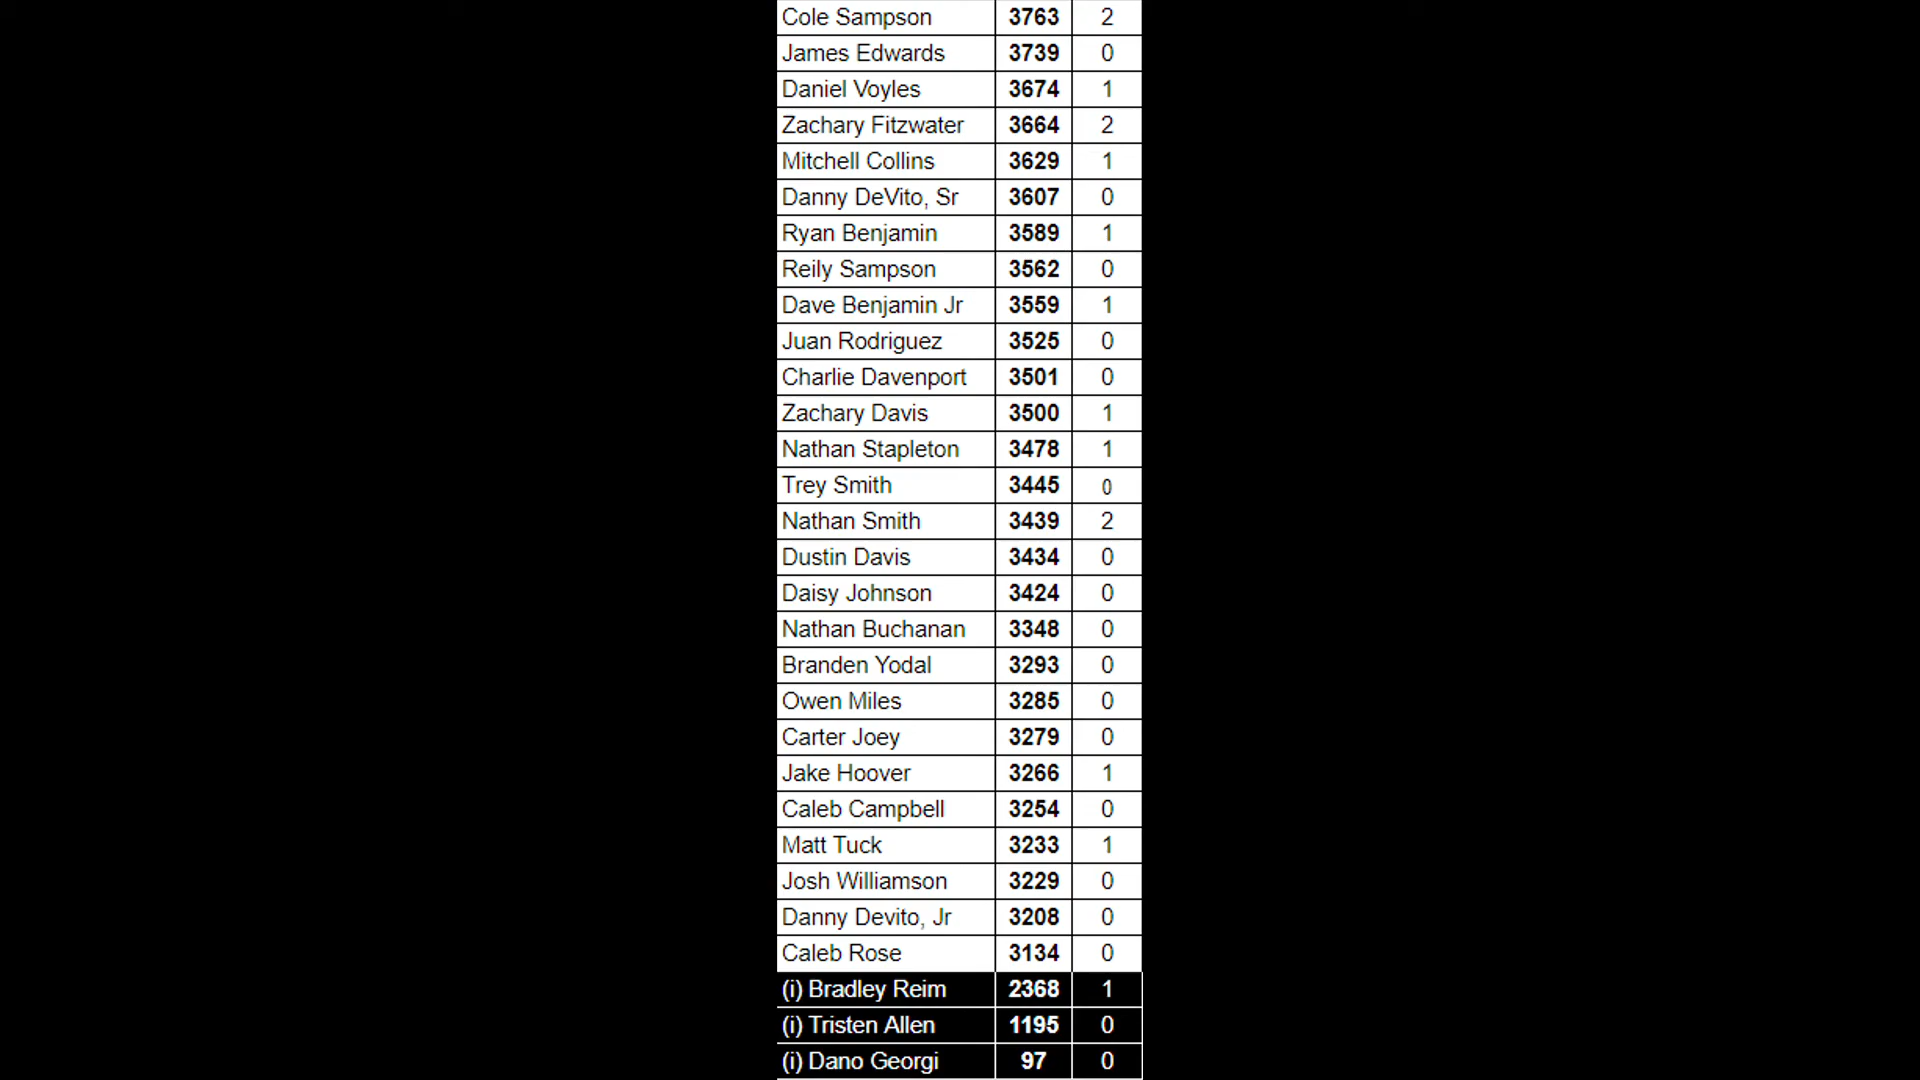 Cole Sampson 3763 2
James Edwards 3739 0
Daniel Voyles 3674 1
Zachary Fitzwater 3664 2
Mitchell Collins 3629 1
Danny DeVito, Sr 3607 0
Ryan Benjamin 3589 1
Reily Sampson 3562 0
Dave Benjamin Jr 3559 1
Juan Rodriguez 3525 0
Charlie Davenport 3501 0
Zachary Davis 3500 1
Nathan Stapleton 3478 1
Trey Smith 3445 0
Nathan Smith 3439 2
Dustin Davis 3434 0
Daisy Johnson 3424 0
Nathan Buchanan 3348 0
Branden Yodal 3293 0
Owen Miles 3285 0
Carter Joey 3279 0
Jake Hoover 3266 1
Caleb Campbell 3254 0
Matt Tuck 3233 1
Josh Williamson 3229 0
Danny Devito, Jr 3208 0
Caleb Rose 3134 0
(i) Bradley Reim 2368 1
(i) Tristen Allen 1195 0
(i) Dano Georgi 97 0